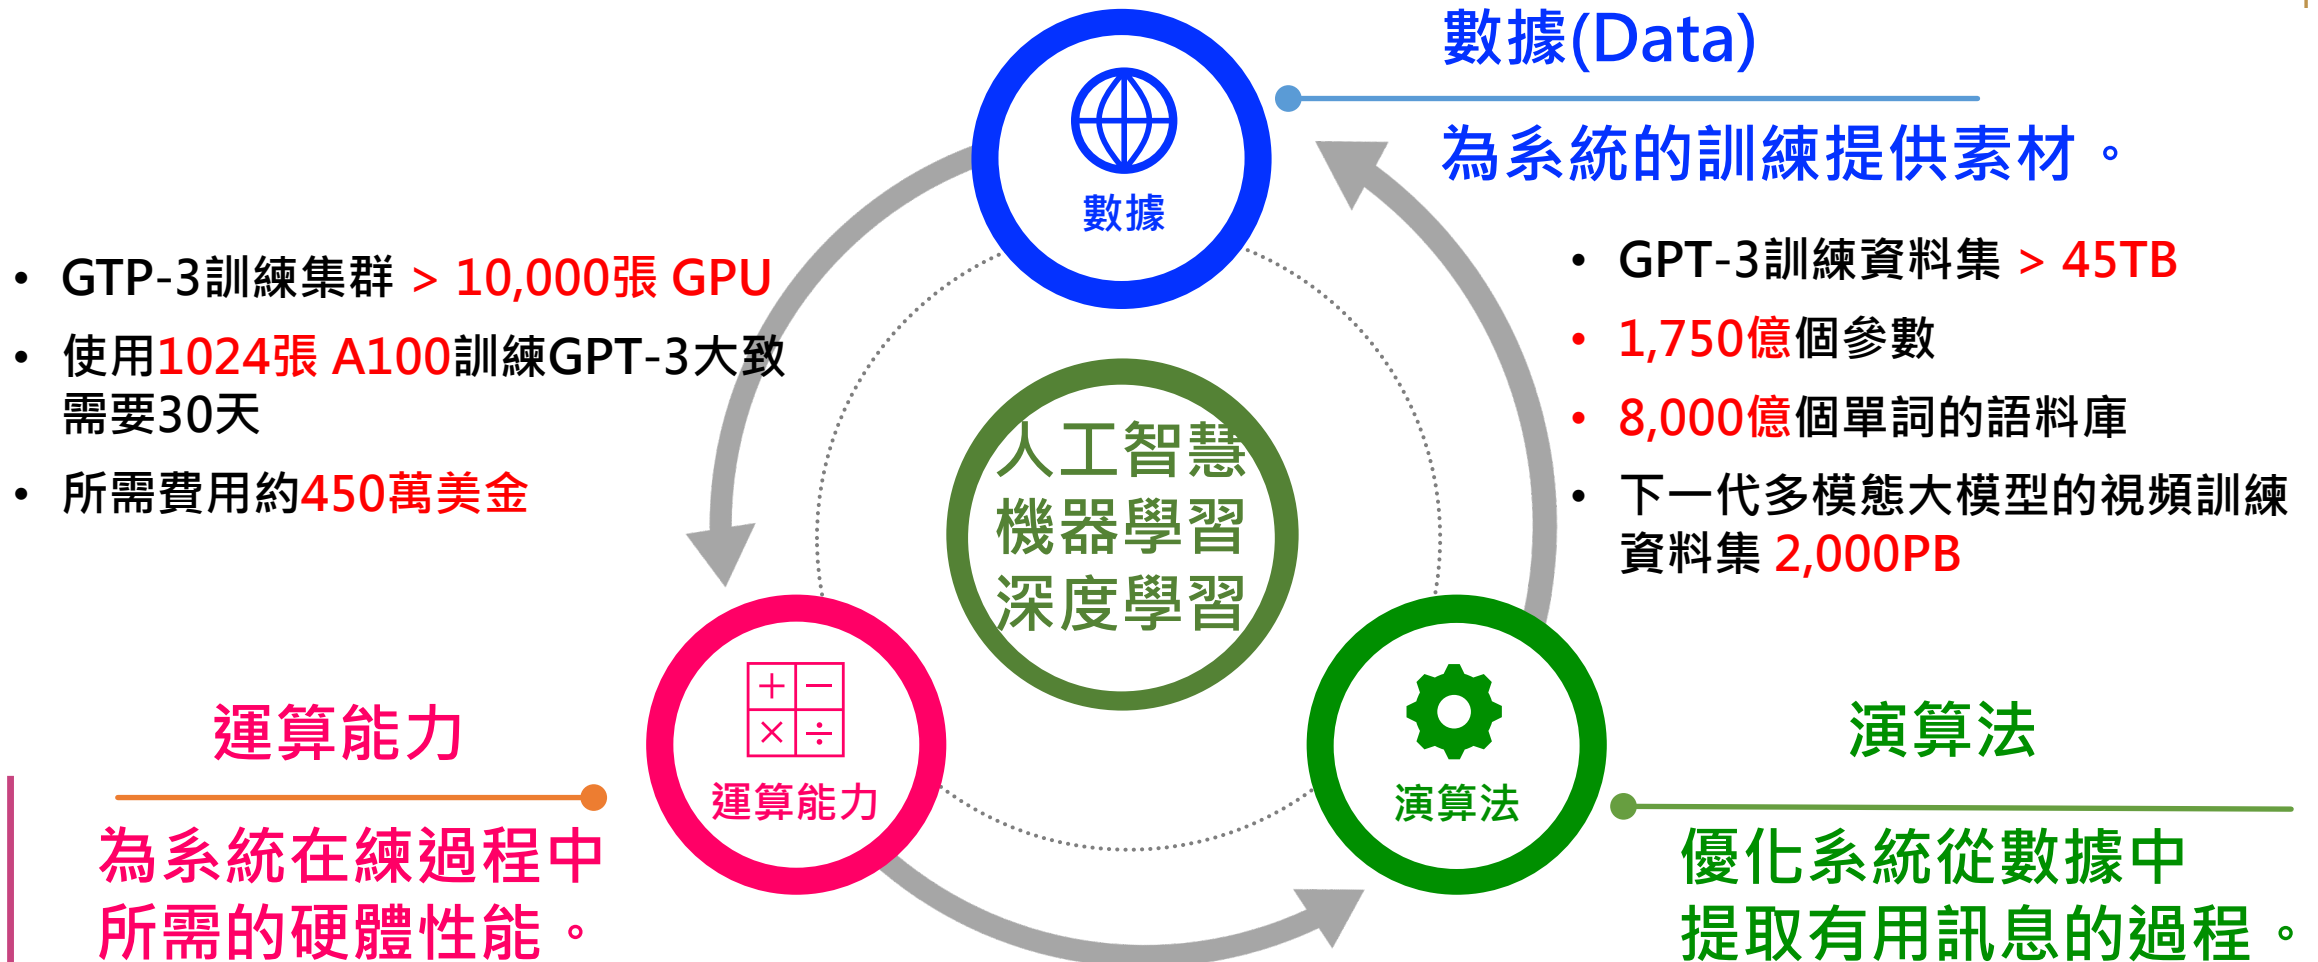 數據(Data)
為系統的訓練提供素材。
數據
• GTP-3訓練集群 > 10,000張 GPU
• 使用1024張 A100訓練GPT-3大致
需要30天
• 所需費用約450萬美金
• GPT-3訓練資料集 > 45TB
• 1,750億個參數
• 8,000億個單詞的語料庫
• 下一代多模態大模型的視頻訓練
資料集 2,000PB
人工智慧
機器學習
深度學習
運算能力
為系統在練過程中
所需的硬體性能。
運算能力
演算法
演算法
優化系統從數據中
提取有用訊息的過程。